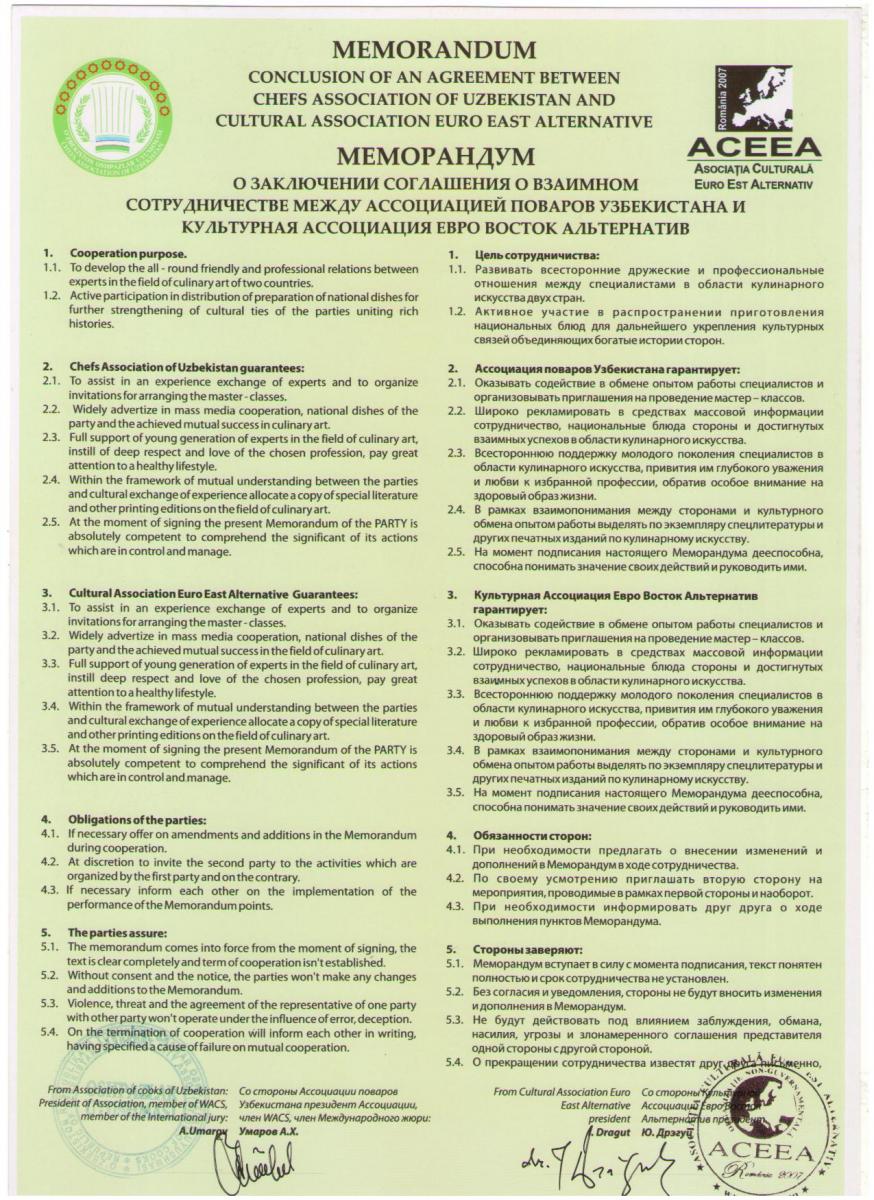 MEMORANDUM
CONCLUSION OF AN AGREEMENT BETWEEN
CHEFS ASSOCIATION OF UZBEKISTAN AND
CULTURAL ASSOCIATION EURO EAST ALTERNATIVE
МЕМОРАНДУМ
О ЗАКЛЮЧЕНИИ СОГЛАШЕНИЯ О ВЗАИМНОМ
СОТРУДНИЧЕСТВЕ МЕЖДУ АССОЦИАЦИЕЙ ПОВАРОВ УЗБЕКИСТАНА И
КУЛЬТУРНАЯ АССОЦИАЦИЯ ЕВРО ВОСТОК АЛЬТЕРНАТИВ
România 2007
ACEEA
ASOCIAȚIA CULTURALĂ
EURO EST ALTERNATIV
1. Cooperation purpose.
1.1. To develop the all - round friendly and professional relations between
experts in the field of culinary art of two countries.
1.2. Active participation in distribution of preparation of national dishes for
further strengthening of cultural ties of the parties uniting rich
histories.
2. Chefs Association of Uzbekistan guarantees:
2.1. To assist in an experience exchange of experts and to organize
invitations for arranging the master - classes.
2.2. Widely advertize in mass media cooperation, national dishes of the
party and the achieved mutual success in culinary art.
2.3. Full support of young generation of experts in the field of culinary art,
instill of deep respect and love of the chosen profession, pay great
attention to a healthy lifestyle.
2.4. Within the framework of mutual understanding between the parties
and cultural exchange of experience allocate a copy of special literature
and other printing editions on the field of culinary art.
2.5. At the moment of signing the present Memorandum of the PARTY is
absolutely competent to comprehend the significant of its actions
which are in control and manage.
3. Cultural Association Euro East Alternative Guarantees:
3.1. To assist in an experience exchange of experts and to organize
invitations for arranging the master - classes.
3.2. Widely advertize in mass media cooperation, national dishes of the
party and the achieved mutual success in the field of culinary art.
3.3. Full support of young generation of experts in the field of culinary art,
instill deep respect and love of the chosen profession, pay great
attention to a healthy lifestyle.
3.4. Within the framework of mutual understanding between the parties
and cultural exchange of experience allocate a copy of special literature
and other printing editions on the field of culinary art.
3.5. At the moment of signing the present Memorandum of the PARTY is
absolutely competent to comprehend the significant of its actions
which are in control and manage.
4. Obligations of the parties:
4.1. If necessary offer on amendments and additions in the Memorandum
during cooperation.
4.2. At discretion to invite the second party to the activities which are
organized by the first party and on the contrary.
4.3. If necessary inform each other on the implementation of the
performance of the Memorandum points.
5. The parties assure:
5.1. The memorandum comes into force from the moment of signing, the
text is clear completely and term of cooperation isn't established.
5.2. Without consent and the notice, the parties won't make any changes
and additions to the Memorandum.
5.3. Violence, threat and the agreement of the representative of one party
with other party won't operate under the influence of error, deception.
5.4. On the termination of cooperation will inform each other in writing,
having specified a cause of failure on mutual cooperation.
1. Цель сотрудничиства:
1.1. Развивать всесторонние дружеские и профессиональные
отношения между специалистами в области кулинарного
искусства двух стран.
1.2. Активное участие в распространении приготовления
национальных блюд для дальнейшего укрепления культурных
связей объединяющих богатые истории сторон.
2. Ассоциация поваров Узбекистана гарантирует:
2.1. Оказывать содействие в обмене опытом работы специалистов и
организовывать приглашения на проведение мастер – классов.
2.2. Широко рекламировать в средствах массовой информации
сотрудничество, национальные блюда стороны и достигнутых
взаимных успехов в области кулинарного искусства.
2.3. Всестороннюю поддержку молодого поколения специалистов в
области кулинарного искусства, привития им глубокого уважения
и любви к избранной профессии, обратив особое внимание на
здоровый образ жизни.
2.4. В рамках взаимопонимания между сторонами и культурного
обмена опытом работы выделять по экземпляру спецлитературы и
других печатных изданий по кулинарному искусству.
2.5. На момент подписания настоящего Меморандума дееспособна,
способна понимать значение своих действий и руководить ими.
3. Культурная Ассоциация Евро Восток Альтернатив
гарантирует:
3.1. Оказывать содействие в обмене опытом работы специалистов и
организовывать приглашения на проведение мастер – классов.
3.2. Широко рекламировать в средствах массовой информации
сотрудничество, национальные блюда стороны и достигнутых
взаимных успехов в области кулинарного искусства.
3.3. Всестороннюю поддержку молодого поколения специалистов в
области кулинарного искусства, привития им глубокого уважения
и любви к избранной профессии, обратив особое внимание на
здоровый образ жизни.
3.4. В рамках взаимопонимания между сторонами и культурного
обмена опытом работы выделять по экземпляру спецлитературы и
других печатных изданий по кулинарному искусству.
3.5. На момент подписания настоящего Меморандума дееспособна,
способна понимать значение своих действий и руководить ими.
4. Обязанности сторон:
4.1. При необходимости предлагать о внесении изменений и
дополнений в Меморандум в ходе сотрудничества.
4.2. По своему усмотрению приглашать вторую сторону на
мероприятия, проводимые в рамках первой стороны и наоборот.
4.3. При необходимости информировать друг друга о ходе
выполнения пунктов Меморандума.
5. Стороны заверяют:
5.1. Меморандум вступает в силу с момента подписания, текст понятен
полностью и срок сотрудничества не установлен.
5.2. Без согласия и уведомления, стороны не будут вносить изменения
и дополнения в Меморандум.
5.3. Не будут действовать под влиянием заблуждения, обмана,
насилия, угрозы и злонамеренного соглашения представителя
одной стороны с другой стороной.
5.4. О прекращении сотрудничества известят друг друга письменно,
From Association of cooks of Uzbekistan:
President of Association, member of WACS,
member of the International jury:
A.Umarov
Со стороны Ассоциации поваров
Узбекистана президент Ассоциации,
член WACS, член Международного жюри:
Умаров А.Х.
From Cultural Association Euro
East Alternative
president
I. Dragut
Со стороны Культурной
Ассоциации Евро Восток
Альтернатив президент
Ю. Дрэгуц
ACEEA
România 2007